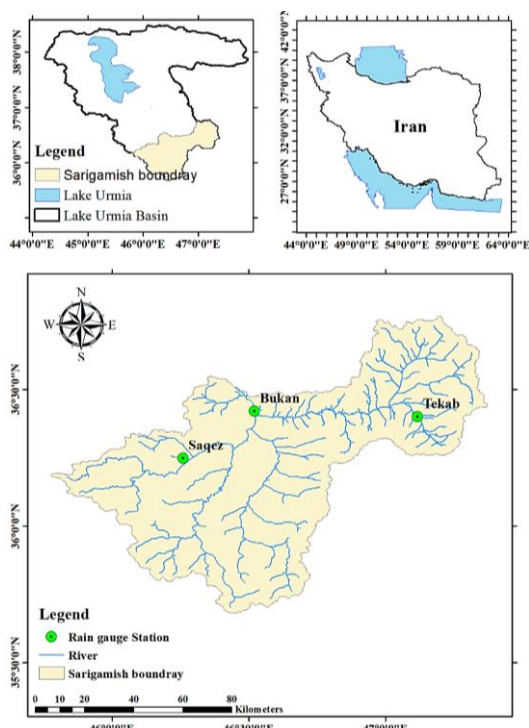 38°0'0"N
37°0'0"N
36°0'0"N
Legend
Sarigamish boundray
Lake Urmia
Lake Urmia Basin
44°0'0"E 45°0'0"E 46°0'0"E 47°0'0"E
42°0'0"N
37°0'0"N
32°0'0"N
27°0'0"N
Iran
44°0'0"E 49°0'0"E 54°0'0"E 59°0'0"E 64°0'0"E
N
W E
S
36°30'0"N
36°0'0"N
35°30'0"N
Bukan
Tekab
Saqez
Legend
Rain gauge Station
River
Sarigamish boundray
0 5 10 20 40 60 80
Kilometers